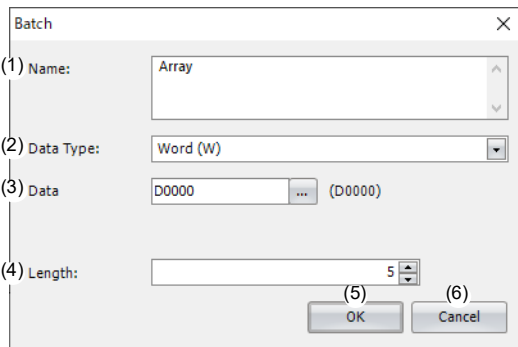 Batch
(1) Name: Array
(2) Data Type: Word (W)
(3) Data D0000 ... (D0000)
(4) Length: 5
(5) (6)
OK Cancel